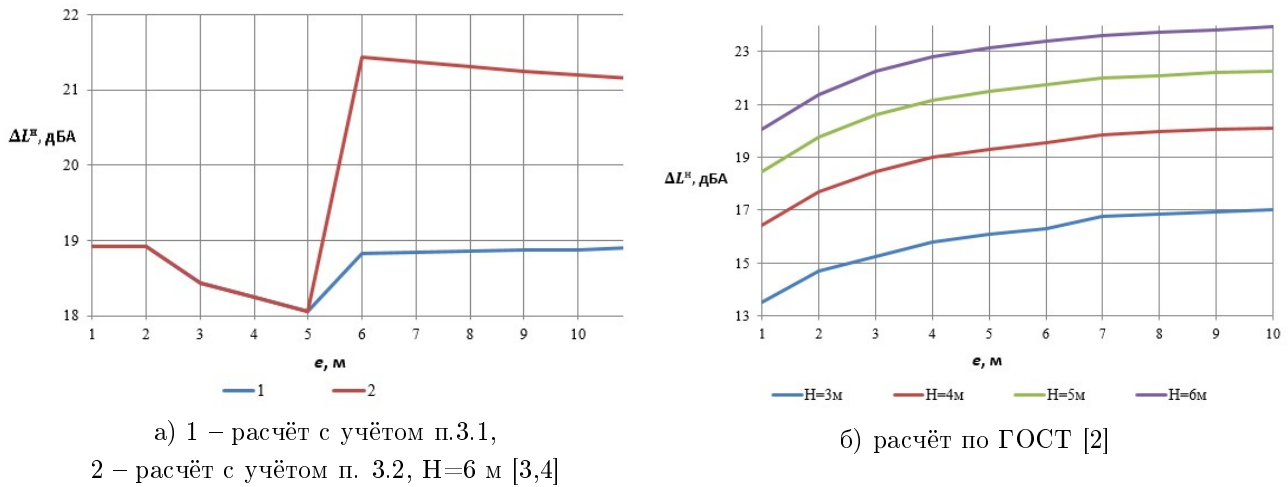 22
21
20
19
18
ΔLᴴ, дБА
1 2 3 4 5 6 7 8 9 10
e, м
1 2
а) 1 – расчёт с учётом п.3.1,
2 – расчёт с учётом п. 3.2, Н=6 м [3,4]
23
21
19
17
15
13
ΔLᴴ, дБА
1 2 3 4 5 6 7 8 9 10
e, м
Н=3м Н=4м Н=5м Н=6м
б) расчёт по ГОСТ [2]